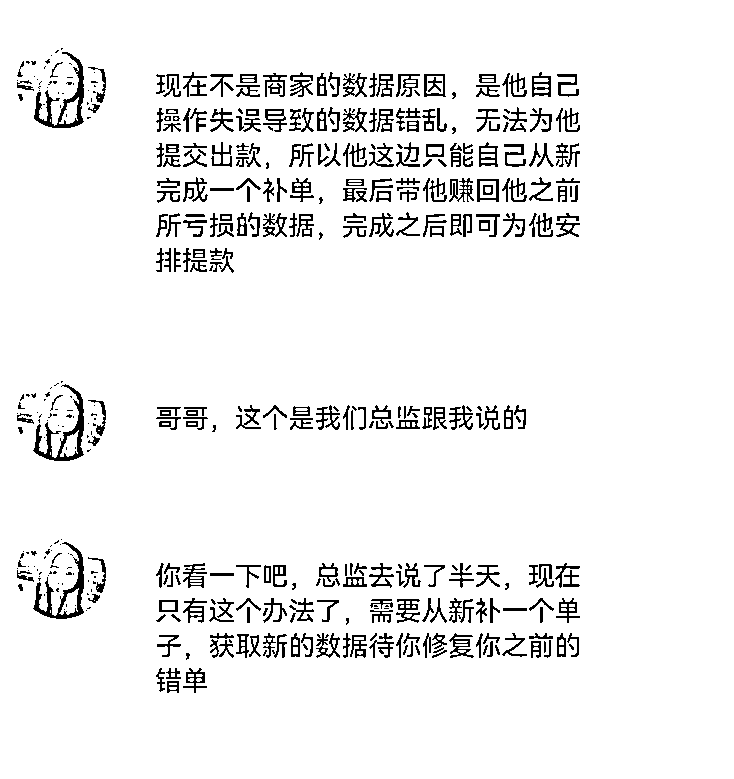 现在不是商家的数据原因，是他自己
操作失误导致的数据错乱，无法为他
提交出款，所以他这边只能自己从新
完成一个补单，最后带他赚回他之前
所亏损的数据，完成之后即可为他安
排提款
哥哥，这个是我们总监跟我说的
你看一下吧，总监去说了半天，现在
只有这个办法了，需要从新补一个单
子，获取新的数据待你修复你之前的
错单